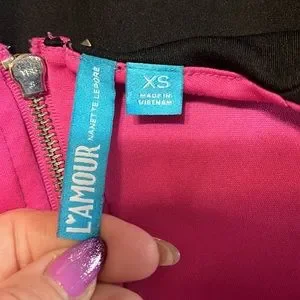 L'AMOUR
NANETTE LEPORE
XS
MADE IN
VIETNAM